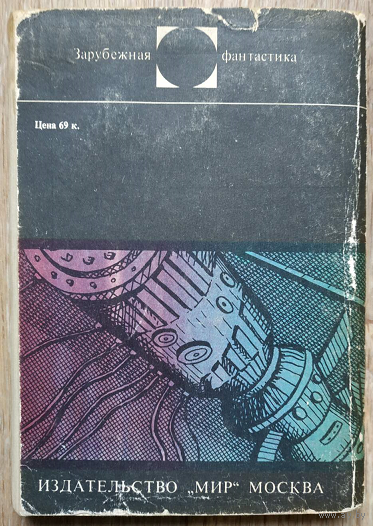 Зарубежная фантастика
Цена 69 к.
ИЗДАТЕЛЬСТВО „МИР“ МОСКВА